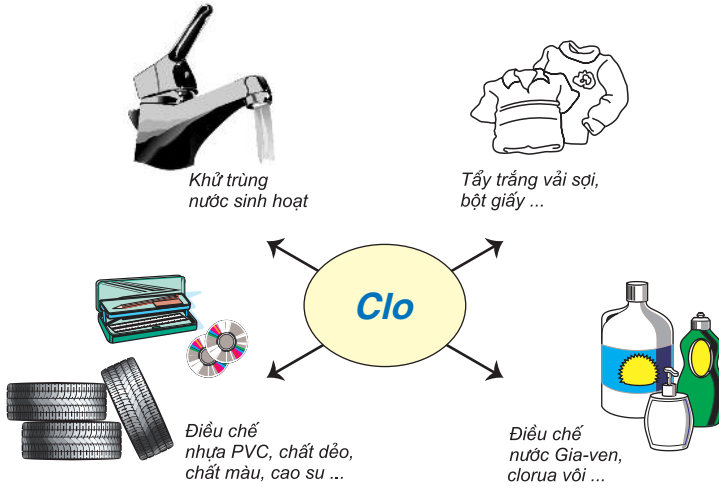 Khử trùng
nước sinh hoạt
Tẩy trắng vải sợi,
bột giấy ...
Clo
Điều chế
nhựa PVC, chất dẻo,
chất màu, cao su ...
Điều chế
nước Gia-ven,
clorua vôi ...